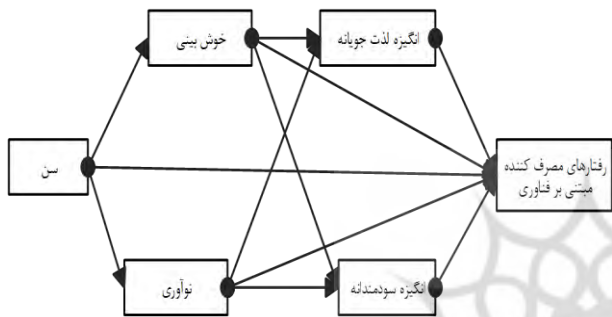 خوش بینی
انگیزه لذت جویانه
سن
رفتارهای مصرف کننده
مبتنی بر فناوری
نوآوری
انگیزه سودمندانه